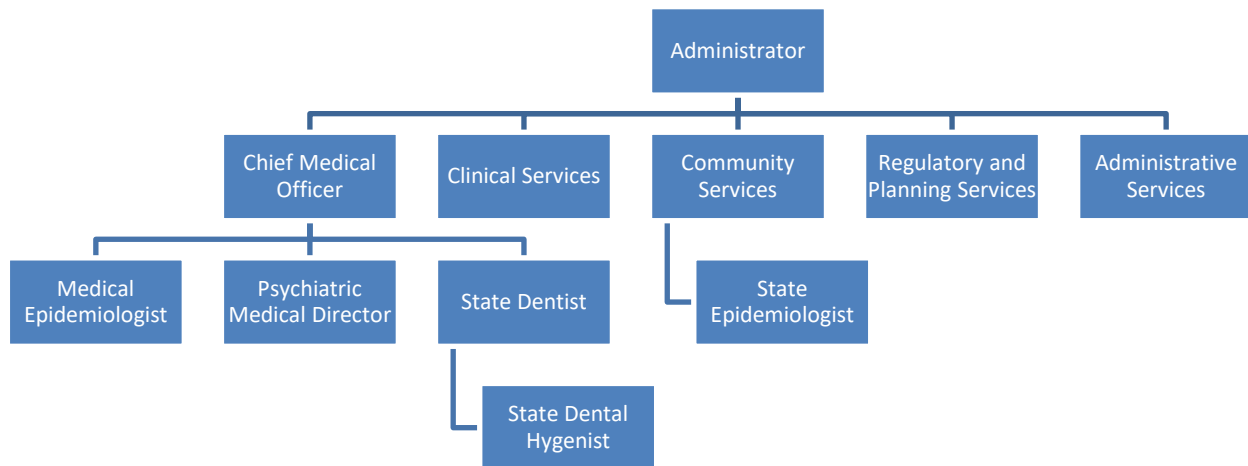 Administrator
Chief Medical
Officer
Clinical Services
Community
Services
Regulatory and
Planning Services
Administrative
Services
Medical
Epidemiologist
Psychiatric
Medical Director
State Dentist
State
Epidemiologist
State Dental
Hygenist